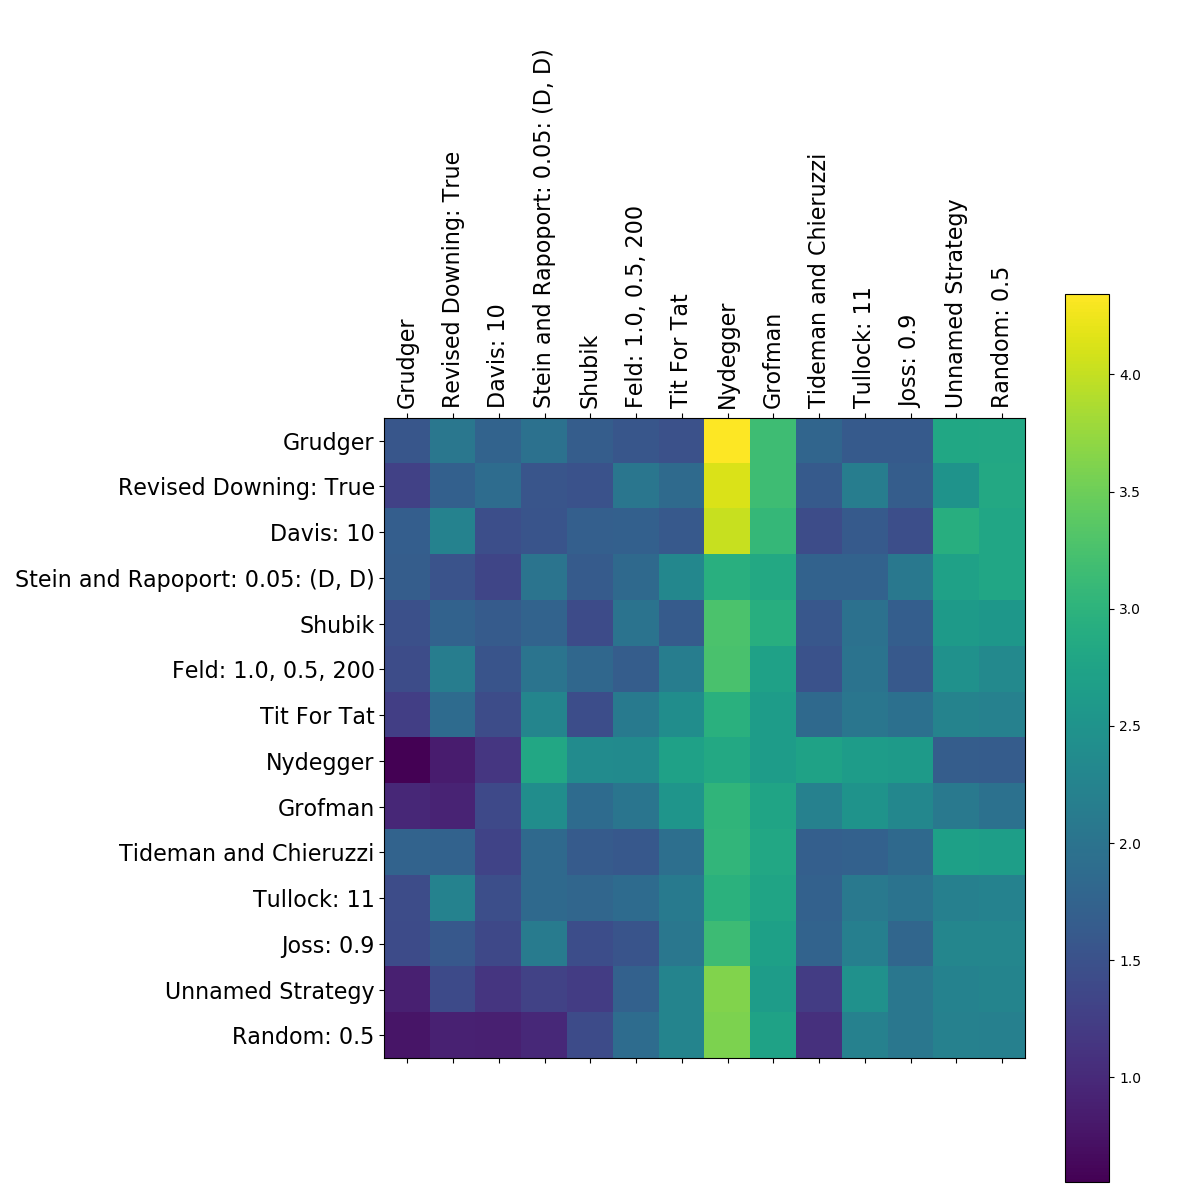 Grudger
Revised Downing: True
Davis: 10
Stein and Rapoport: 0.05: (D, D)
Shubik
Feld: 1.0, 0.5, 200
Tit For Tat
Nydegger
Grofman
Tideman and Chieruzzi
Tullock: 11
Joss: 0.9
Unnamed Strategy
Random: 0.5
Grudger
Revised Downing: True
Davis: 10
Stein and Rapoport: 0.05: (D, D)
Shubik
Feld: 1.0, 0.5, 200
Tit For Tat
Nydegger
Grofman
Tideman and Chieruzzi
Tullock: 11
Joss: 0.9
Unnamed Strategy
Random: 0.5
4.0
3.5
3.0
2.5
2.0
1.5
1.0